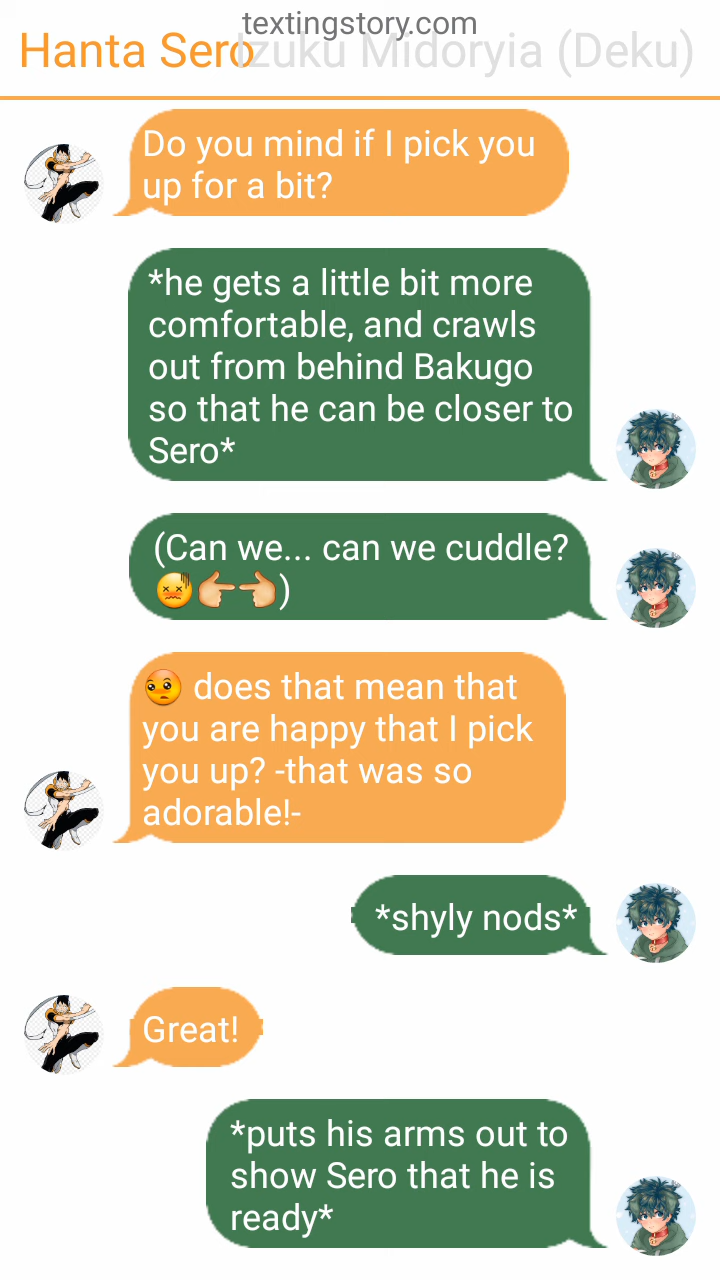 textingstory.com
Hanta Sero
Izuku Midoryia (Deku)
Do you mind if I pick you
up for a bit?
*he gets a little bit more
comfortable, and crawls
out from behind Bakugo
so that he can be closer to
Sero*
(Can we... can we cuddle?
😖👉👈)
🤨 does that mean that
you are happy that I pick
you up? -that was so
adorable!-
*shyly nods*
Great!
*puts his arms out to
show Sero that he is
ready*